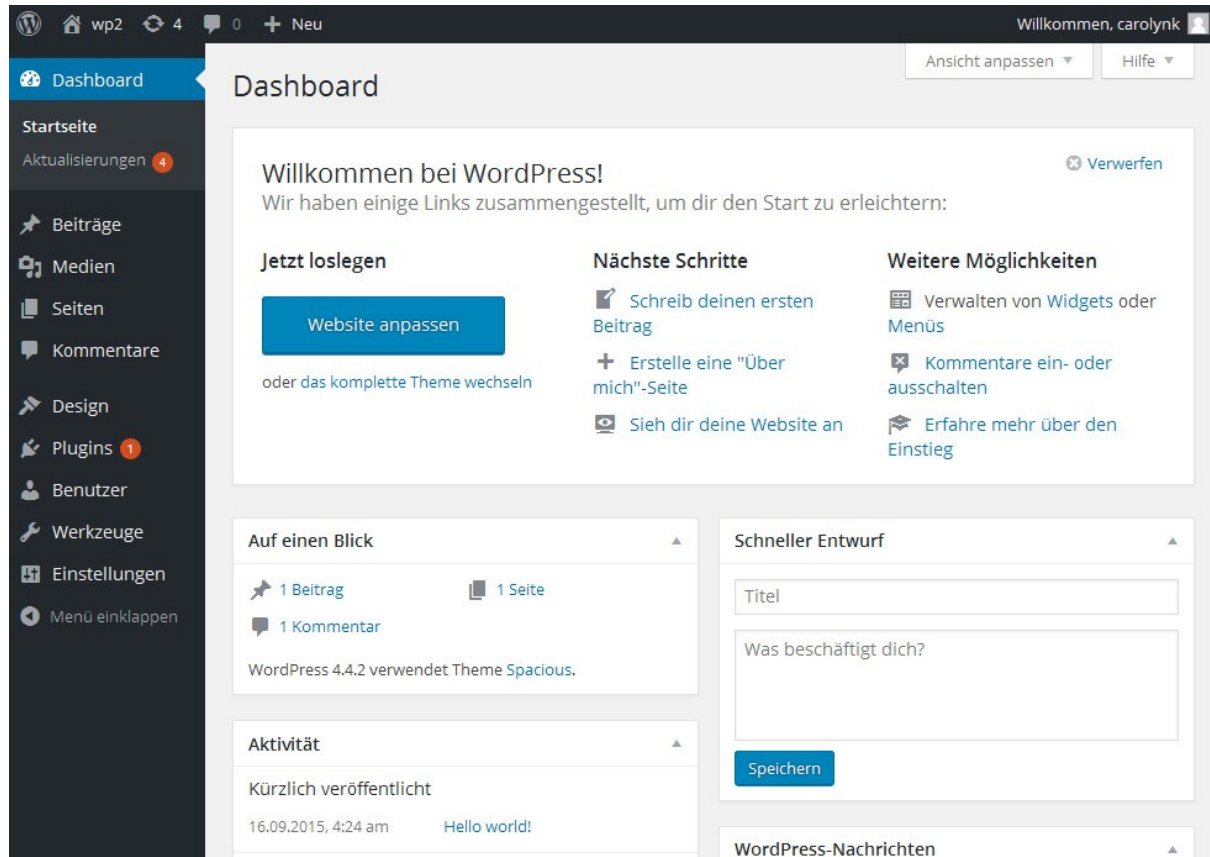 wp2 4 0 + Neu
Willkommen, carolynk
Dashboard
Startseite
Aktualisierungen 4
Beiträge
Medien
Seiten
Kommentare
Design
Plugins 1
Benutzer
Werkzeuge
Einstellungen
Menü einklappen
Ansicht anpassen
Hilfe
Dashboard
Willkommen bei WordPress!
Verwerfen
Wir haben einige Links zusammengestellt, um dir den Start zu erleichtern:
Jetzt loslegen
Website anpassen
oder das komplette Theme wechseln
Nächste Schritte
Schreib deinen ersten
Beitrag
Erstelle eine "Über
mich"-Seite
Sieh dir deine Website an
Weitere Möglichkeiten
Verwalten von Widgets oder
Menüs
Kommentare ein- oder
ausschalten
Erfahre mehr über den
Einstieg
Auf einen Blick
1 Beitrag
1 Seite
1 Kommentar
WordPress 4.4.2 verwendet Theme Spacious.
Aktivität
Kürzlich veröffentlicht
16.09.2015, 4:24 am Hello world!
Schneller Entwurf
Titel
Was beschäftigt dich?
Speichern
WordPress-Nachrichten